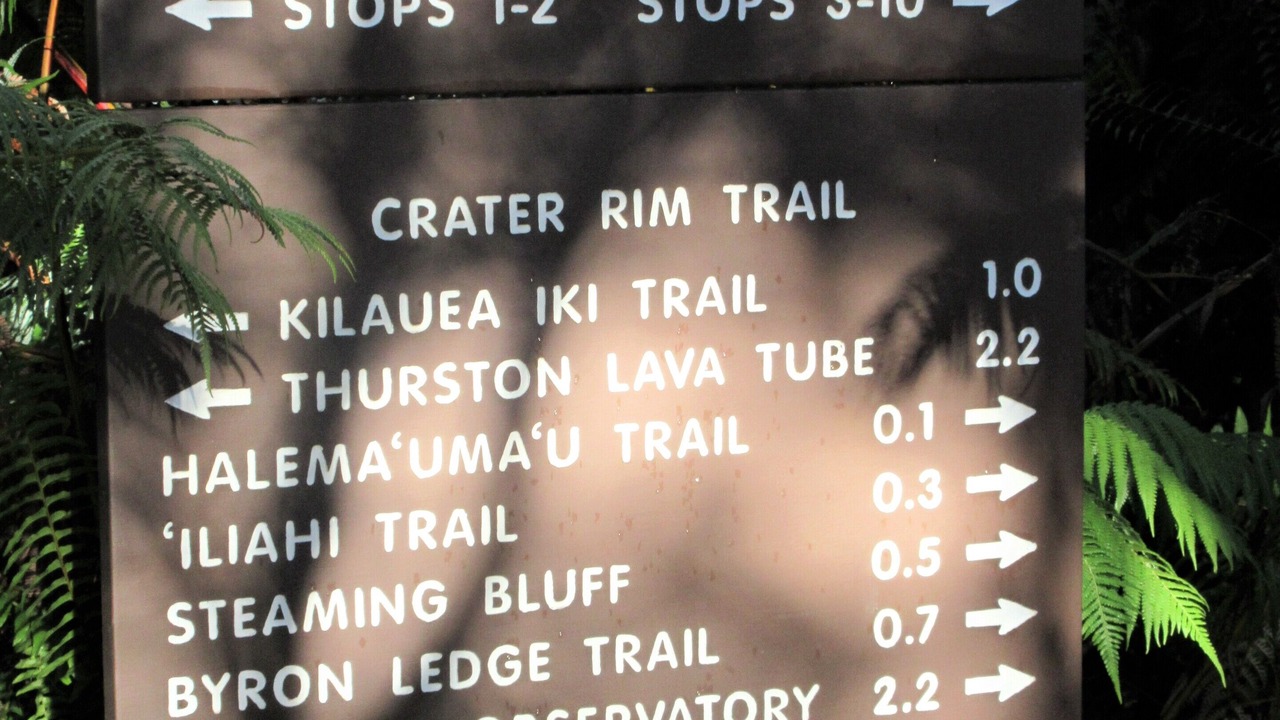 ← STOPS 1-2 STOPS 3-10 →
CRATER RIM TRAIL
← KILAUEA IKI TRAIL 1.0
← THURSTON LAVA TUBE 2.2
HALEMAʻUMAʻU TRAIL 0.1 →
ʻILIAHI TRAIL 0.3 →
STEAMING BLUFF 0.5 →
BYRON LEDGE TRAIL 0.7 →
OBSERVATORY 2.2 →